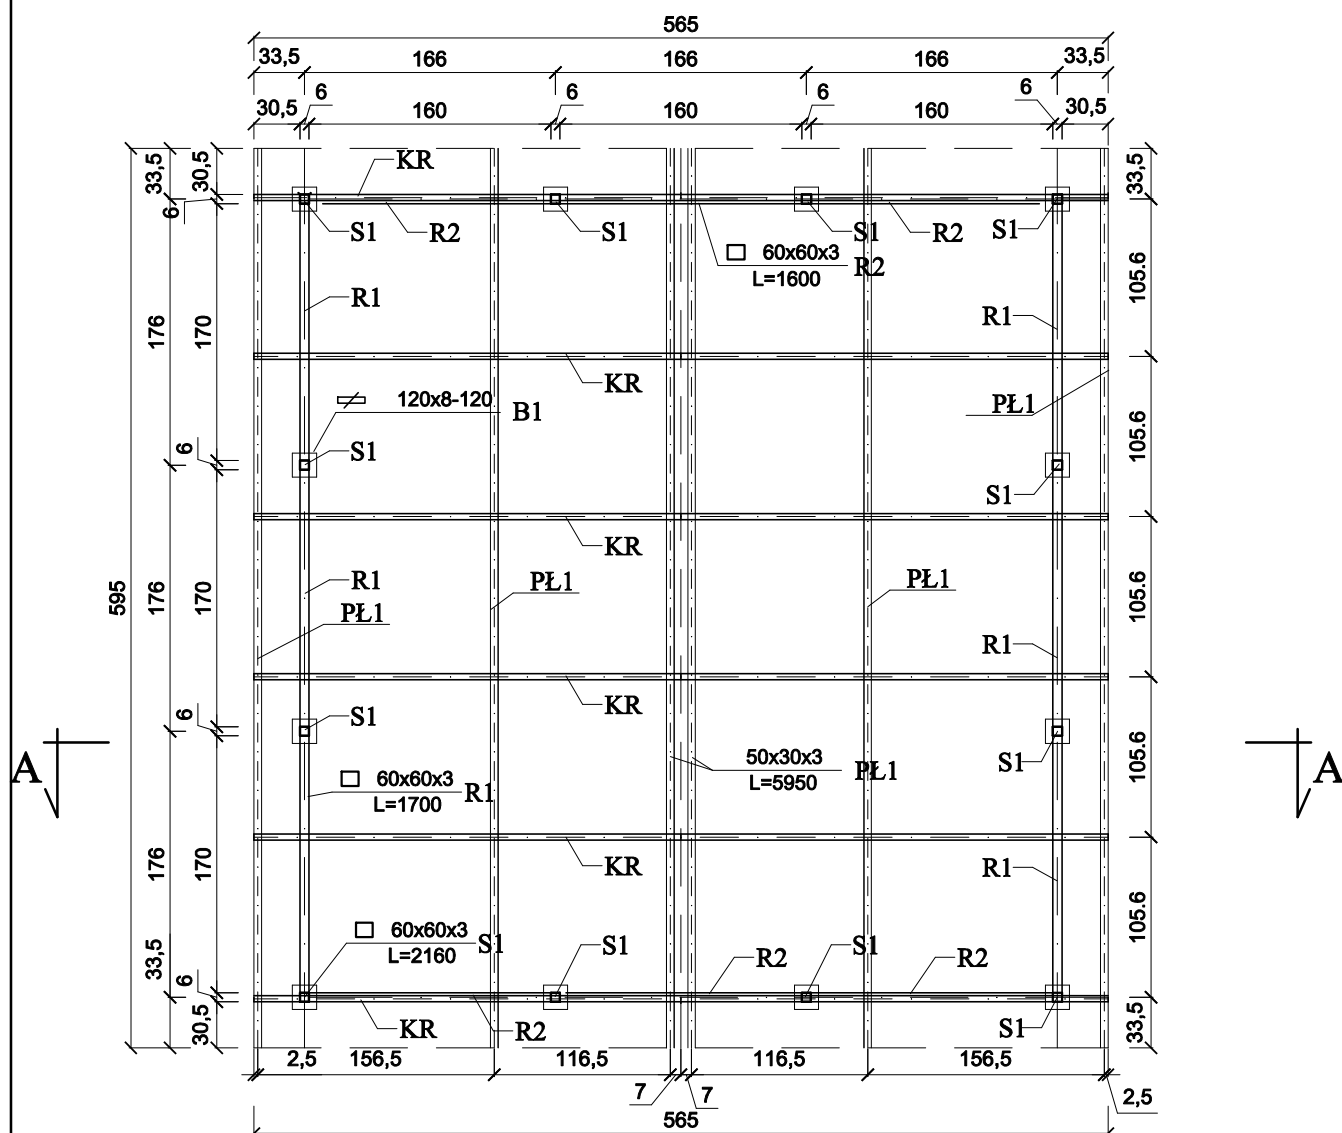 565
33,5 166 166 166 33,5
6 6 6 6
30,5 160 160 160 30,5
33,5 30,5 KR 33,5
6
S1 R2 S1 S1 R2 S1
60x60x3 R2
L=1600
R1 R1
176 170 105.6
KR
120x8-120 B1 PŁ1
105.6
6 S1 S1
KR
595 176 170 R1 PŁ1 PŁ1 105.6
PŁ1
R1
KR
6 S1
A S1 A
50x30x3 PŁ1
L=5950
105.6
60x60x3 R1
L=1700
176 170 KR R1
105.6
60x60x3 S1 S1 S1
L=2160
33,5 R2 R2
6
30,5 KR R2 S1 33,5
2,5 156,5 116,5 116,5 156,5
7 7 2,5
565